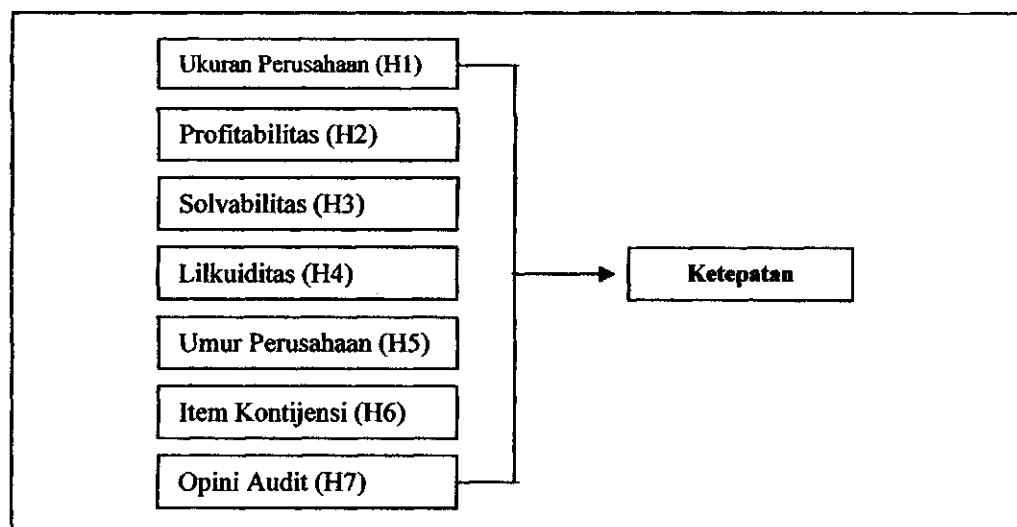 Ukuran Perusahaan (H1)
Profitabilitas (H2)
Solvabilitas (H3)
Lilkuiditas (H4)
Umur Perusahaan (H5)
Item Kontijensi (H6)
Opini Audit (H7)
Ketepatan